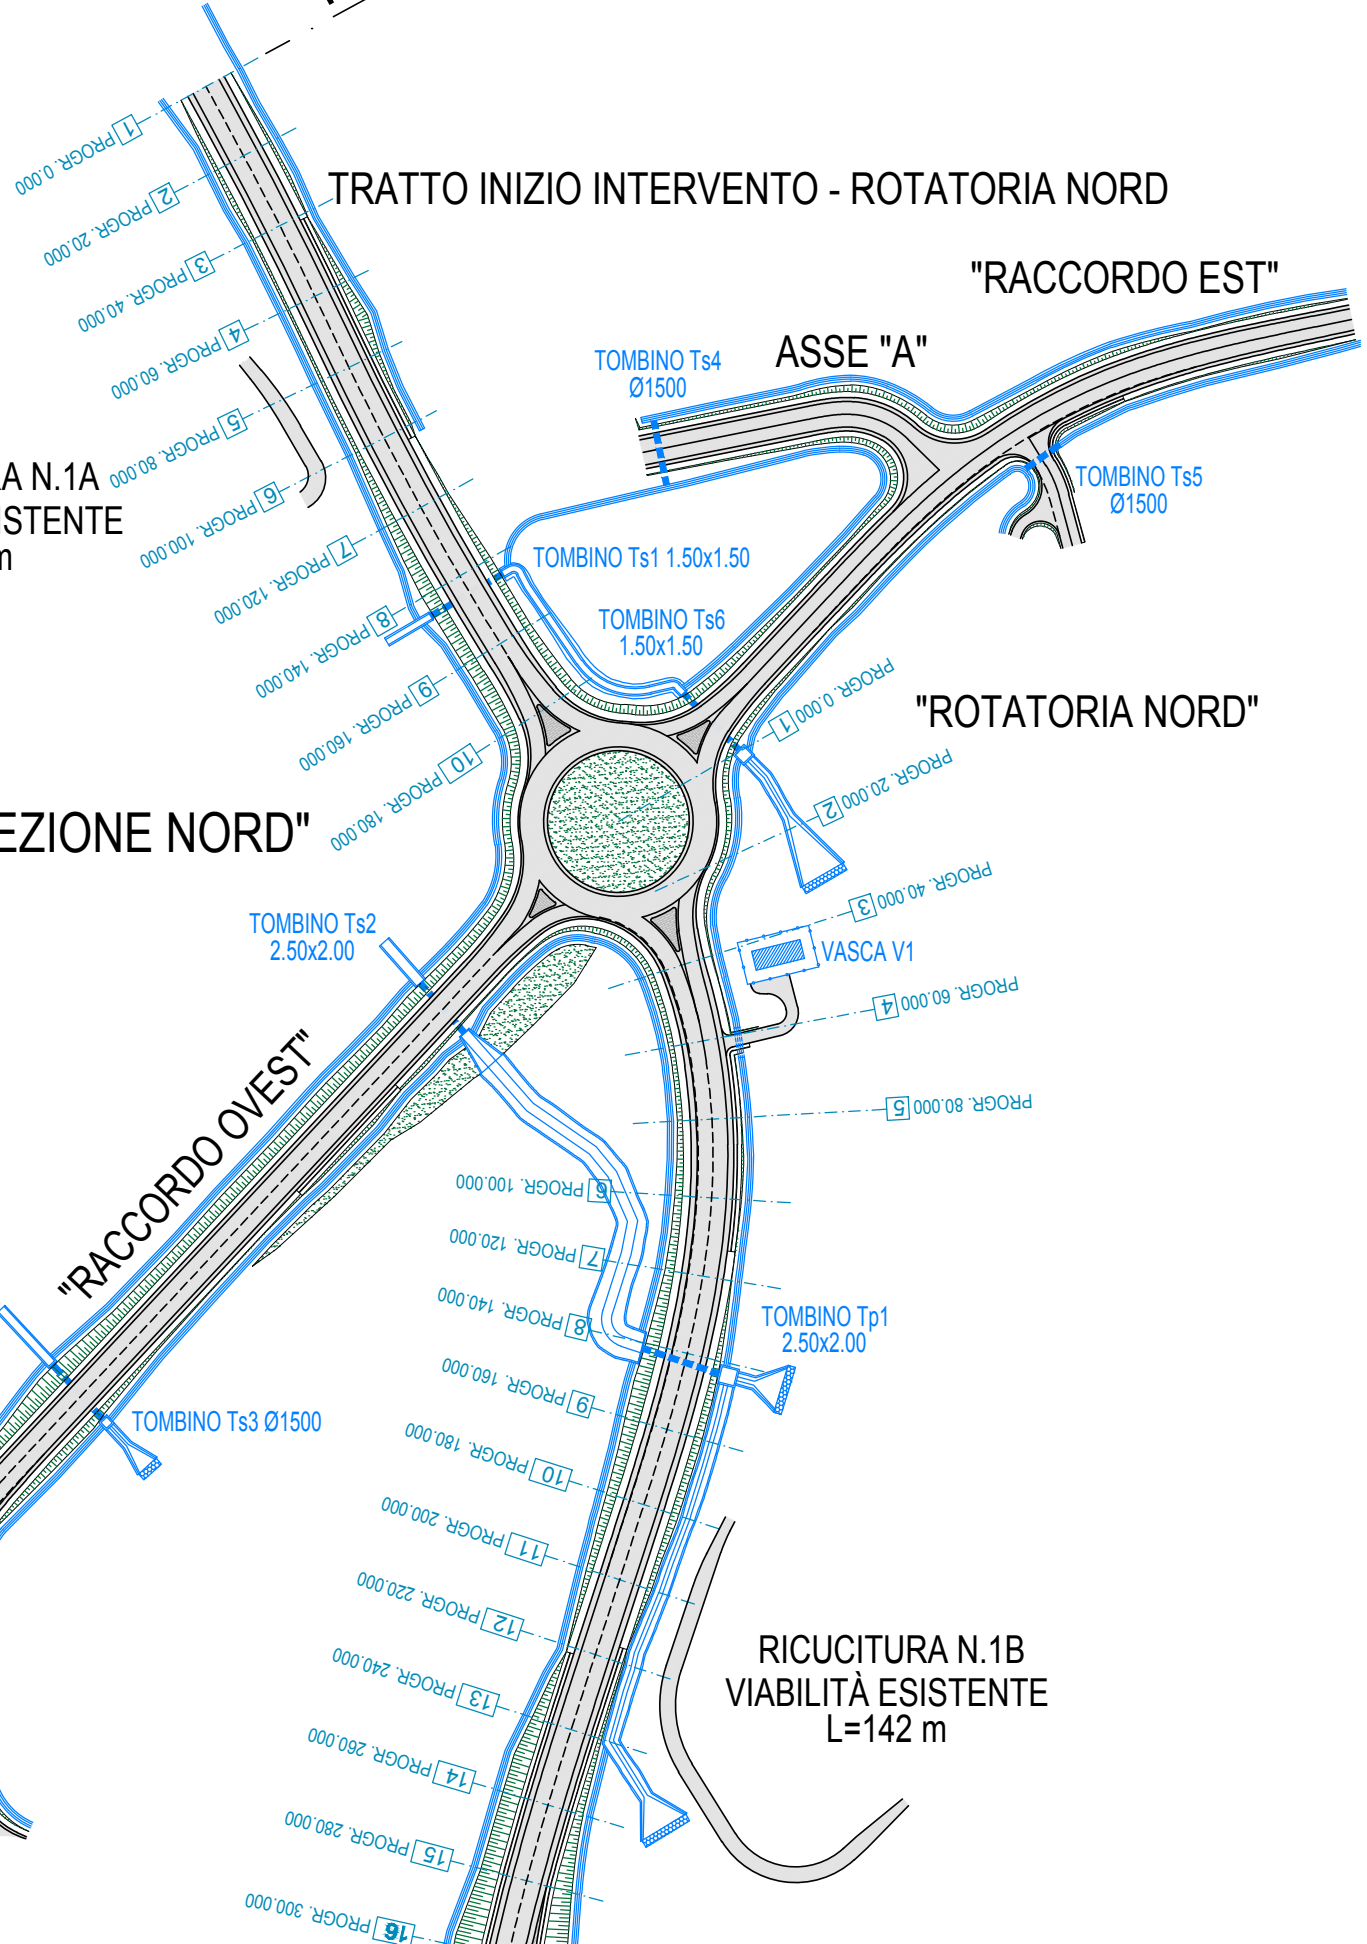 TRATTO INIZIO INTERVENTO - ROTATORIA NORD
"RACCORDO EST"
ASSE "A"
TOMBINO Ts4
Ø1500
TOMBINO Ts5
Ø1500
A N.1A
ISTENTE
m
TOMBINO Ts1 1.50x1.50
TOMBINO Ts6
1.50x1.50
"ROTATORIA NORD"
EZIONE NORD"
TOMBINO Ts2
2.50x2.00
VASCA V1
"RACCORDO OVEST"
TOMBINO Tp1
2.50x2.00
TOMBINO Ts3 Ø1500
RICUCITURA N.1B
VIABILITÀ ESISTENTE
L=142 m
1 PROGR. 0.000
2 PROGR. 20.000
3 PROGR. 40.000
4 PROGR. 60.000
5 PROGR. 80.000
6 PROGR. 100.000
7 PROGR. 120.000
8 PROGR. 140.000
9 PROGR. 160.000
10 PROGR. 180.000
1 PROGR. 0.000
2 PROGR. 20.000
3 PROGR. 40.000
4 PROGR. 60.000
5 PROGR. 80.000
6 PROGR. 100.000
7 PROGR. 120.000
8 PROGR. 140.000
9 PROGR. 160.000
10 PROGR. 180.000
11 PROGR. 200.000
12 PROGR. 220.000
13 PROGR. 240.000
14 PROGR. 260.000
15 PROGR. 280.000
16 PROGR. 300.000